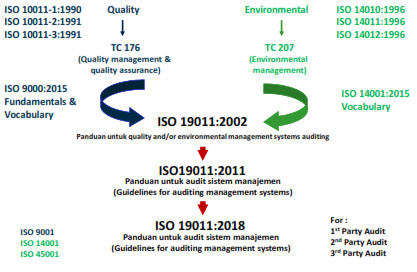 ISO 10011-1:1990
ISO 10011-2:1991
ISO 10011-3:1991
Quality
Environmental
ISO 14010:1996
ISO 14011:1996
ISO 14012:1996
TC 176
(Quality management &
quality assurance)
TC 207
(Environmental
management)
ISO 9000:2015
Fundamentals &
Vocabulary
ISO 14001:2015
Vocabulary
ISO 19011:2002
Panduan untuk quality and/or environmental management systems auditing
ISO19011:2011
Panduan untuk audit sistem manajemen
(Guidelines for auditing management systems)
ISO 19011:2018
Panduan untuk audit sistem manajemen
(Guidelines for auditing management systems)
ISO 9001
ISO 14001
ISO 45001
For :
1st Party Audit
2nd Party Audit
3rd Party Audit